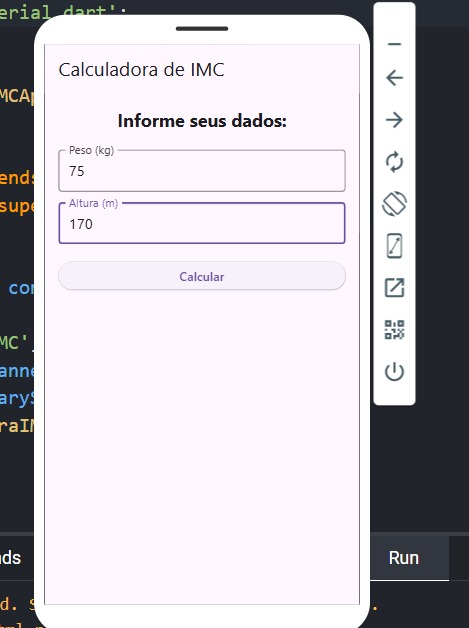 erial.dart';
Calculadora de IMC
MCAp
Informe seus dados:
Peso (kg)
75
ends
Altura (m)
supe
170
Calcular
con
MC'
anne
aryS
raIM
Run
d. s